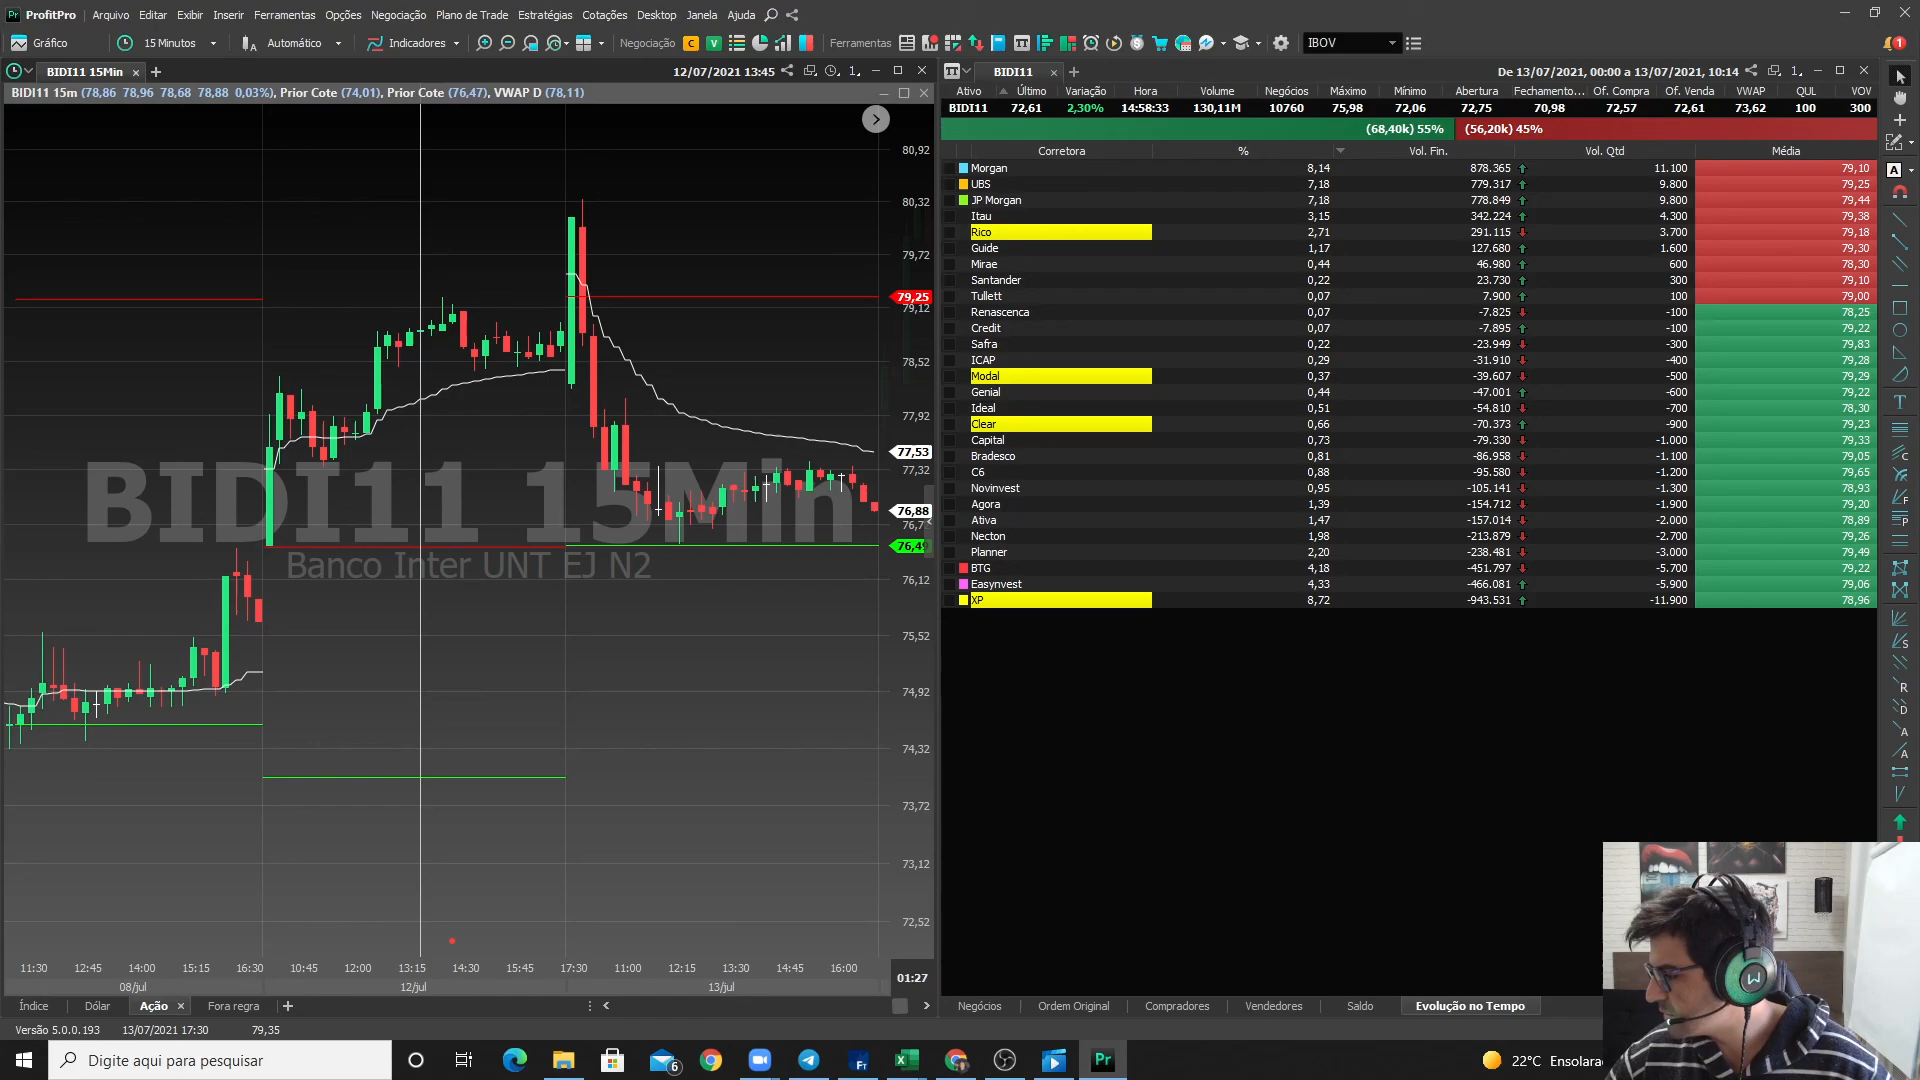 ProfitPro Arquivo Editar Exibir Inserir Ferramentas Opções Negociação Plano de Trade Estratégias Cotações Desktop Janela Ajuda
Gráfico 15 Minutos Automático Indicadores Negociação C V Ferramentas IBOV
BIDI11 15Min 12/07/2021 13:45
BIDI11 15m (78,86 78,96 78,68 78,88 0,03%), Prior Cote (74,01), Prior Cote (76,47), VWAP D (78,11)
80,92
80,32
79,72
79,25
79,12
78,52
77,92
77,53
77,32
76,88
76,49
76,12
75,52
74,92
74,32
73,72
73,12
72,52
BIDI11 15Min
Banco Inter UNT EJ N2
11:30 12:45 14:00 15:15 16:30 10:45 12:00 13:15 14:30 15:45 17:30 11:00 12:15 13:30 14:45 16:00 01:27
08/jul 12/jul 13/jul
Índice Dólar Ação Fora regra
Versão 5.0.0.193 13/07/2021 17:30 79,35
BIDI11 De 13/07/2021, 00:00 a 13/07/2021, 10:14
Ativo Último Variação Hora Volume Negócios Máximo Mínimo Abertura Fechamento... Of. Compra Of. Venda VWAP QUL VOV
BIDI11 72,61 2,30% 14:58:33 130,11M 10760 75,98 72,06 72,75 70,98 72,57 72,61 73,62 100 300
(68,40k) 55% (56,20k) 45%
Corretora % Vol. Fin. Vol. Qtd Média
Morgan 8,14 878.365 11.100 79,10
UBS 7,18 779.317 9.800 79,25
JP Morgan 7,18 778.849 9.800 79,44
Itau 3,15 342.224 4.300 79,38
Rico 2,71 291.115 3.700 79,18
Guide 1,17 127.680 1.600 79,30
Mirae 0,44 46.980 600 78,30
Santander 0,22 23.730 300 79,10
Tullett 0,07 7.900 100 79,00
Renascenca 0,07 -7.825 -100 78,25
Credit 0,07 -7.895 -100 79,22
Safra 0,22 -23.949 -300 79,83
ICAP 0,29 -31.910 -400 79,28
Modal 0,37 -39.607 -500 79,29
Genial 0,44 -47.001 -600 79,22
Ideal 0,51 -54.810 -700 78,30
Clear 0,66 -70.373 -900 79,23
Capital 0,73 -79.330 -1.000 79,33
Bradesco 0,81 -86.958 -1.100 79,05
C6 0,88 -95.580 -1.200 79,65
Novinvest 0,95 -105.141 -1.300 78,93
Agora 1,39 -154.712 -1.900 79,20
Ativa 1,47 -157.014 -2.000 78,89
Necton 1,98 -213.879 -2.700 79,26
Planner 2,20 -238.481 -3.000 79,49
BTG 4,18 -451.797 -5.700 79,22
Easynvest 4,33 -466.081 -5.900 79,06
XP 8,72 -943.531 -11.900 78,96
Negócios Ordem Original Compradores Vendedores Saldo Evolução no Tempo
Digite aqui para pesquisar
22°C